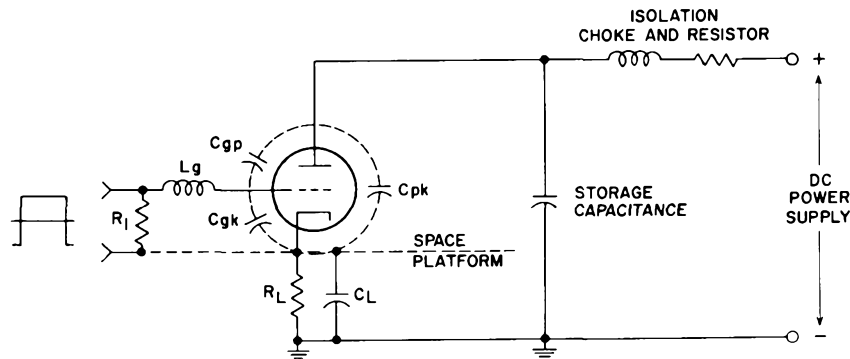 ISOLATION
CHOKE AND RESISTOR
+
Cgp
Lg
Cpk
Cgk
R1
STORAGE
CAPACITANCE
DC
POWER
SUPPLY
SPACE
PLATFORM
RL
CL
−